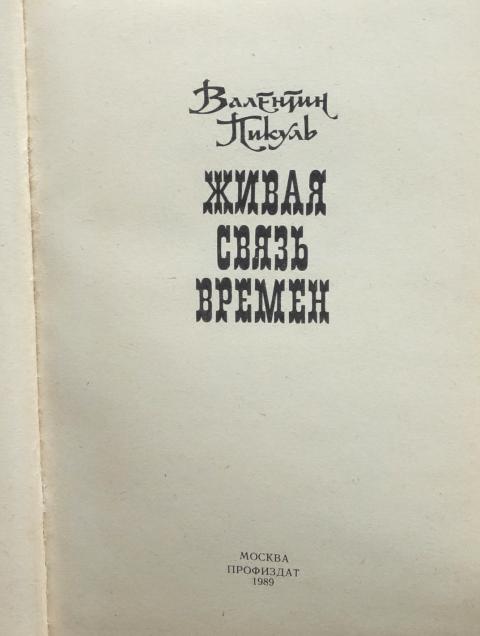 Валентин
Пикуль
ЖИВАЯ
СВЯЗЬ
ВРЕМЕН
МОСКВА
ПРОФИЗДАТ
1989